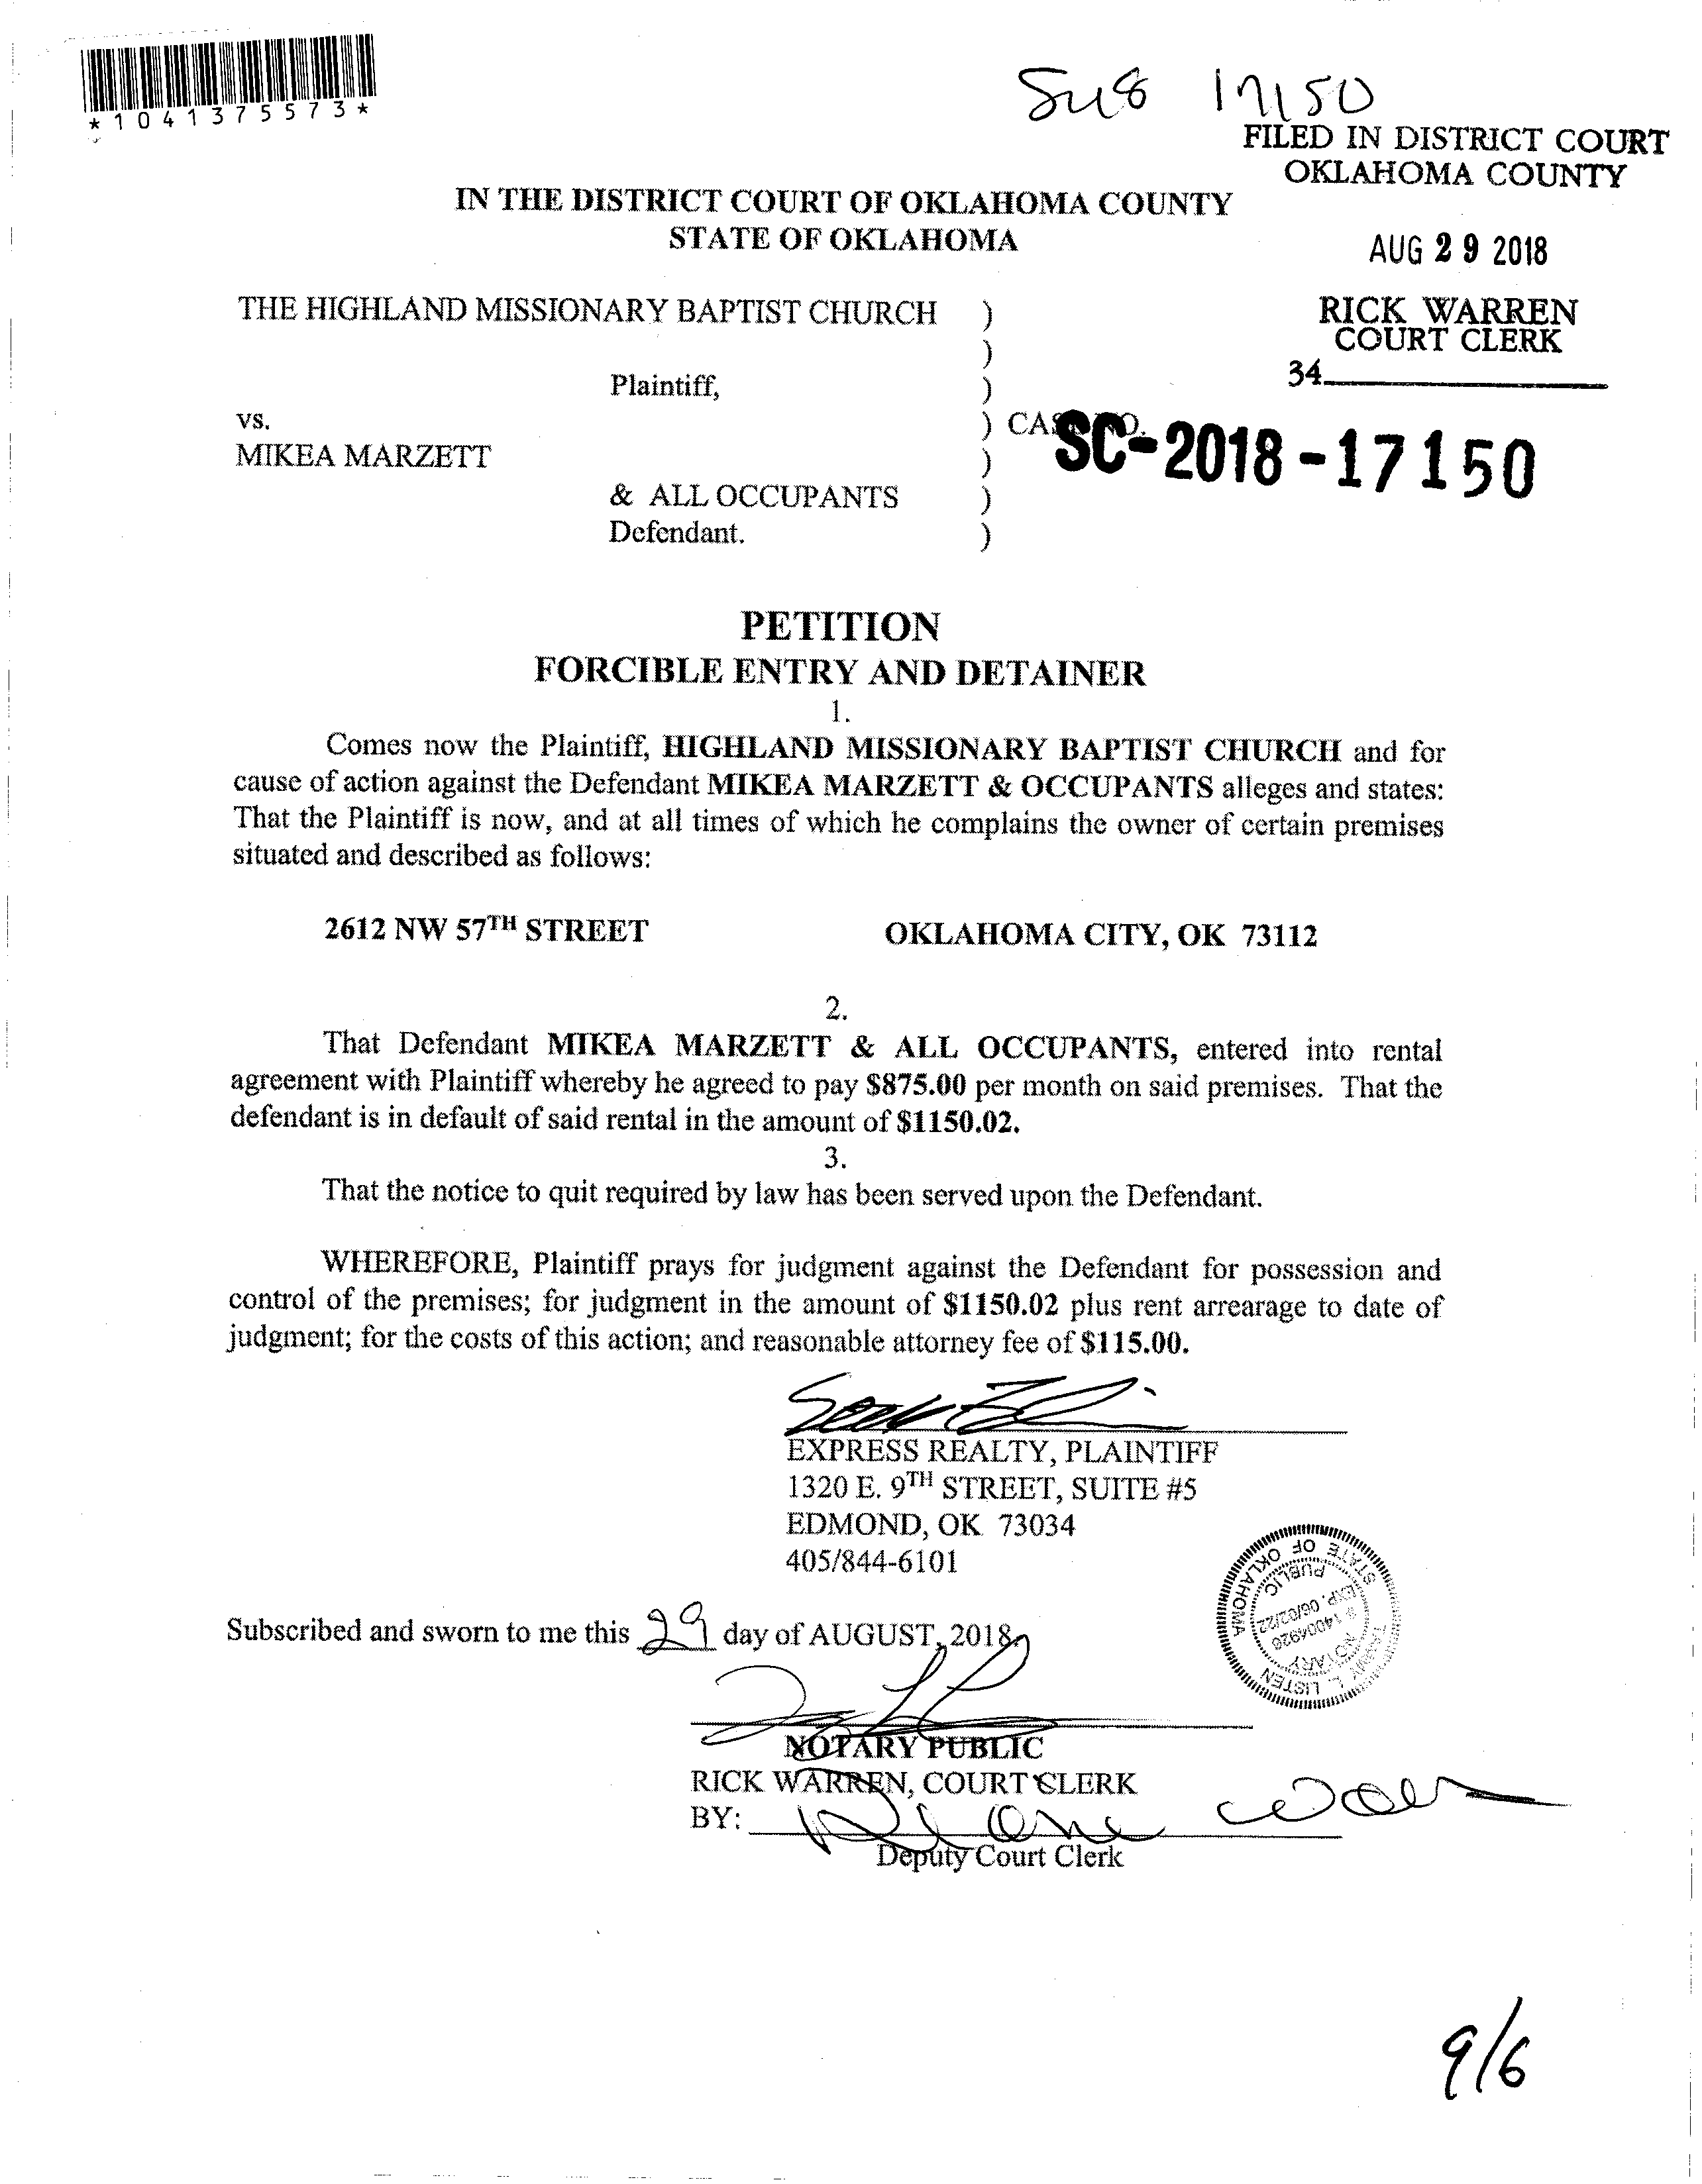 *1041375573*
Su8 17150
FILED IN DISTRICT COURT
OKLAHOMA COUNTY
IN THE DISTRICT COURT OF OKLAHOMA COUNTY
STATE OF OKLAHOMA
AUG 29 2018
THE HIGHLAND MISSIONARY BAPTIST CHURCH )
RICK WARREN
COURT CLERK
)
34
Plaintiff, )
vs. ) CASE NO.
SC-2018-17150
MIKEA MARZETT )
& ALL OCCUPANTS )
Defendant. )
PETITION
FORCIBLE ENTRY AND DETAINER
1.
Comes now the Plaintiff, HIGHLAND MISSIONARY BAPTIST CHURCH and for
cause of action against the Defendant MIKEA MARZETT & OCCUPANTS alleges and states:
That the Plaintiff is now, and at all times of which he complains the owner of certain premises
situated and described as follows:
2612 NW 57TH STREET OKLAHOMA CITY, OK 73112
2.
That Defendant MIKEA MARZETT & ALL OCCUPANTS, entered into rental
agreement with Plaintiff whereby he agreed to pay $875.00 per month on said premises. That the
defendant is in default of said rental in the amount of $1150.02.
3.
That the notice to quit required by law has been served upon the Defendant.
WHEREFORE, Plaintiff prays for judgment against the Defendant for possession and
control of the premises; for judgment in the amount of $1150.02 plus rent arrearage to date of
judgment; for the costs of this action; and reasonable attorney fee of $115.00.
EXPRESS REALTY, PLAINTIFF
1320 E. 9TH STREET, SUITE #5
EDMOND, OK 73034
405/844-6101
Subscribed and sworn to me this 29 day of AUGUST, 2018.
STATE OF OKLAHOMA
PUBLIC
EXP. 06/02/22
# 14004926
NOTARY
L. LISTEN
NOTARY PUBLIC
RICK WARREN, COURT CLERK
BY:
Deputy Court Clerk
9/6